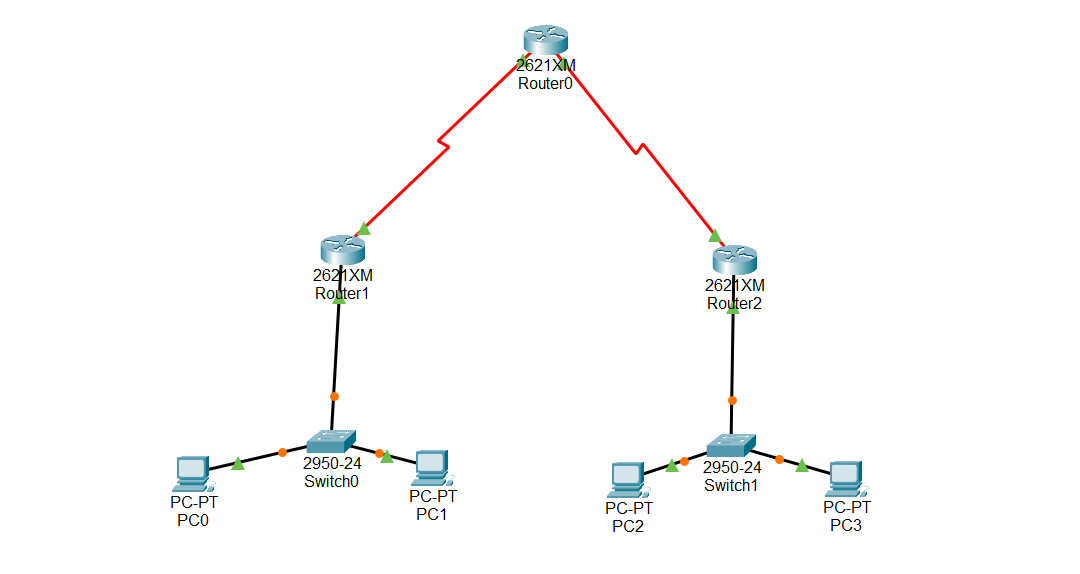 2621XM
Router0
2621XM
Router1
2621XM
Router2
2950-24
Switch0
2950-24
Switch1
PC-PT
PC0
PC-PT
PC1
PC-PT
PC2
PC-PT
PC3